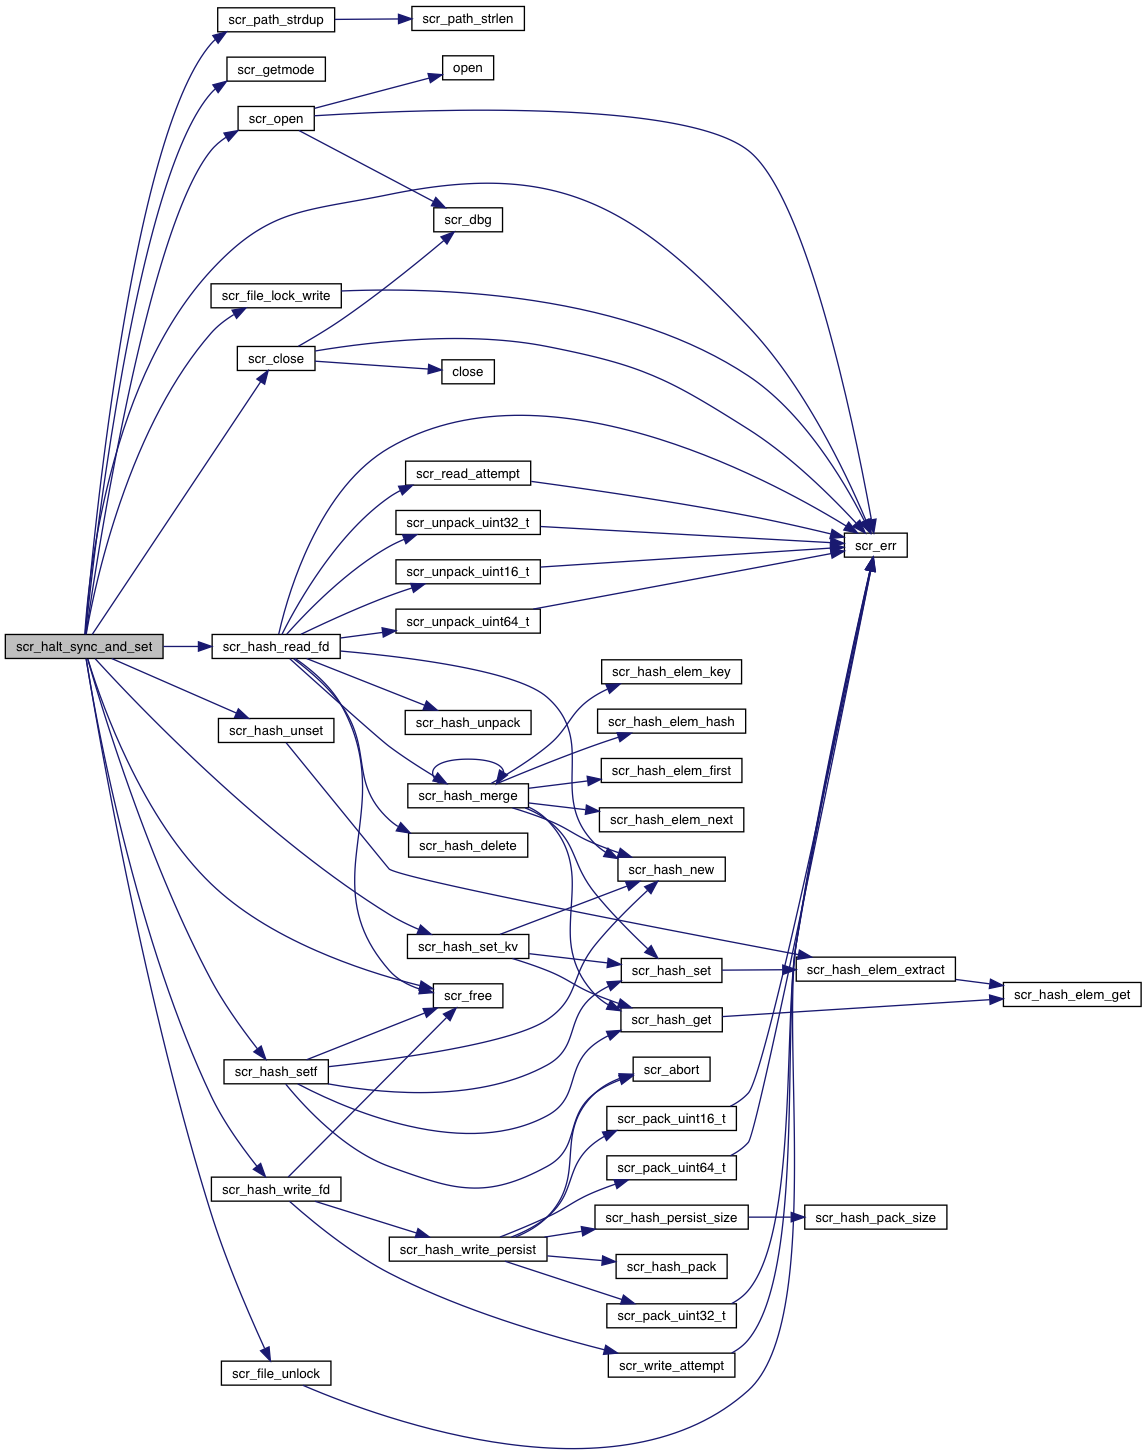 scr_path_strdup
scr_path_strlen
scr_getmode
open
scr_open
scr_dbg
scr_file_lock_write
scr_close
close
scr_read_attempt
scr_unpack_uint32_t
scr_err
scr_unpack_uint16_t
scr_unpack_uint64_t
scr_halt_sync_and_set
scr_hash_read_fd
scr_hash_elem_key
scr_hash_unpack
scr_hash_elem_hash
scr_hash_unset
scr_hash_elem_first
scr_hash_merge
scr_hash_elem_next
scr_hash_delete
scr_hash_new
scr_hash_set_kv
scr_hash_set
scr_hash_elem_extract
scr_free
scr_hash_elem_get
scr_hash_get
scr_hash_setf
scr_abort
scr_pack_uint16_t
scr_pack_uint64_t
scr_hash_write_fd
scr_hash_persist_size
scr_hash_pack_size
scr_hash_write_persist
scr_hash_pack
scr_pack_uint32_t
scr_write_attempt
scr_file_unlock